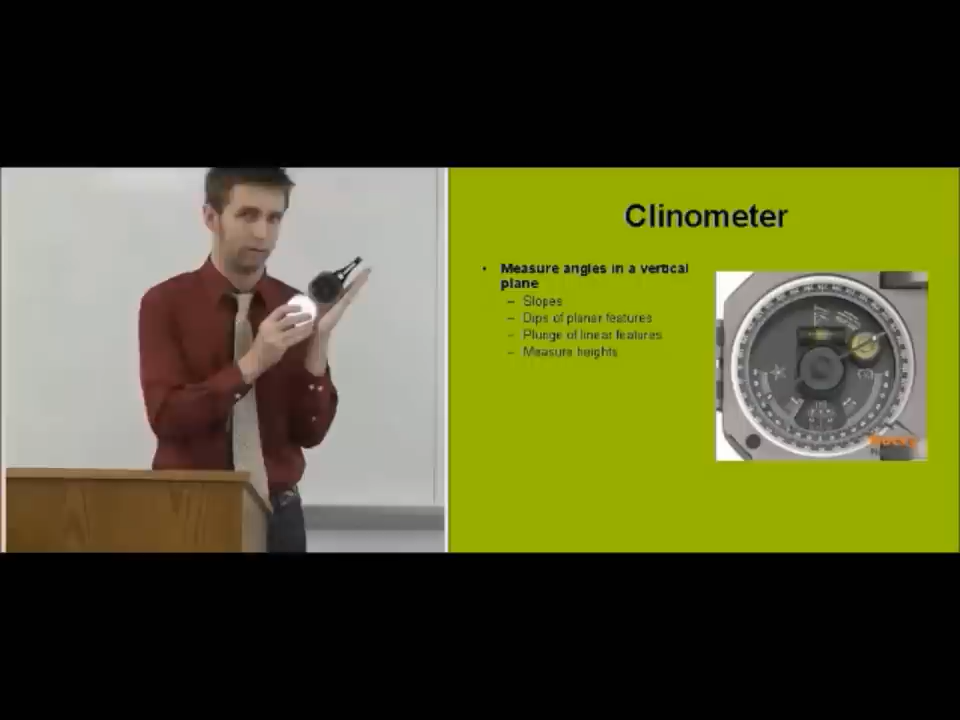 Clinometer
• Measure angles in a vertical
plane
– Slopes
– Dips of planar features
– Plunge of linear features
– Measure heights